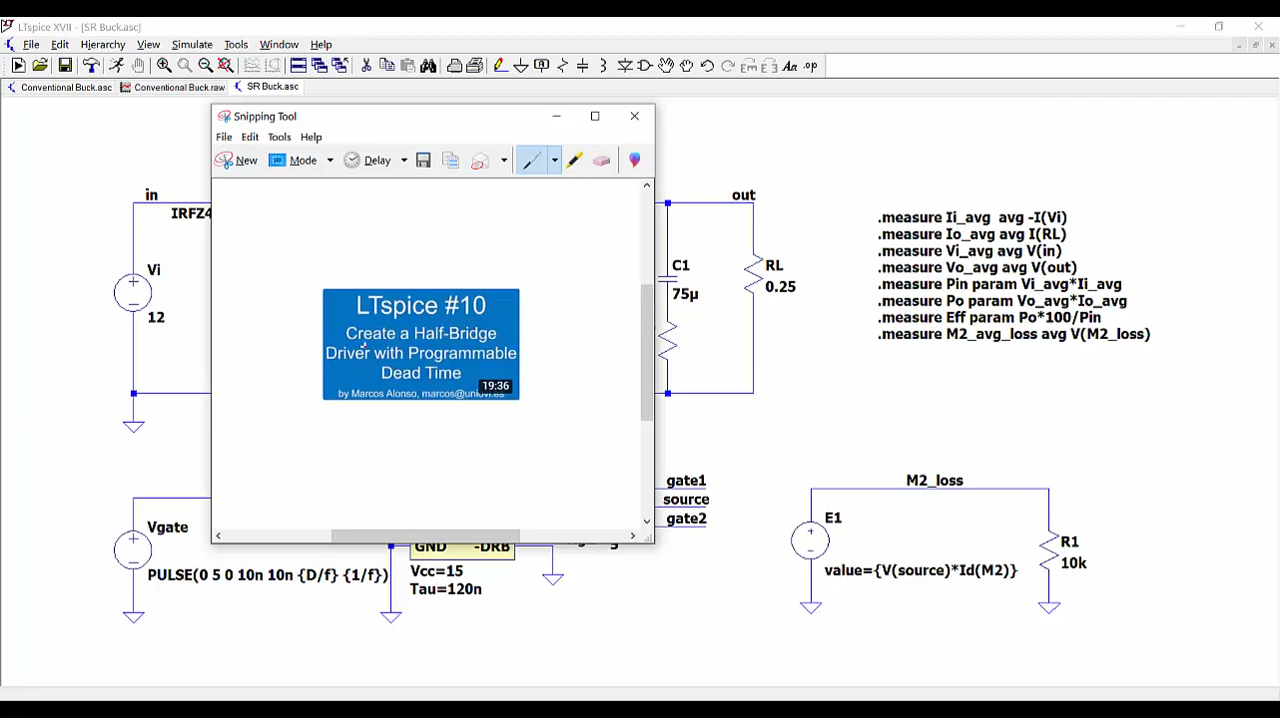 LTspice XVII - [SR Buck.asc]
File Edit Hierarchy View Simulate Tools Window Help
Conventional Buck.asc Conventional Buck.raw SR Buck.asc
Snipping Tool
File Edit Tools Help
New Mode Delay
in
IRFZ4
Vi
12
LTspice #10
Create a Half-Bridge
Driver with Programmable
Dead Time
19:36
by Marcos Alonso, marcos@uniovi.es
out
C1
75µ
RL
0.25
.measure Ii_avg avg -I(Vi)
.measure Io_avg avg I(RL)
.measure Vi_avg avg V(in)
.measure Vo_avg avg V(out)
.measure Pin param Vi_avg*Ii_avg
.measure Po param Vo_avg*Io_avg
.measure Eff param Po*100/Pin
.measure M2_avg_loss avg V(M2_loss)
Vgate
PULSE(0 5 0 10n 10n {D/f} {1/f})
gate1
source
gate2
GND -DRB
Vcc=15
Tau=120n
M2_loss
E1
value={V(source)*Id(M2)}
R1
10k